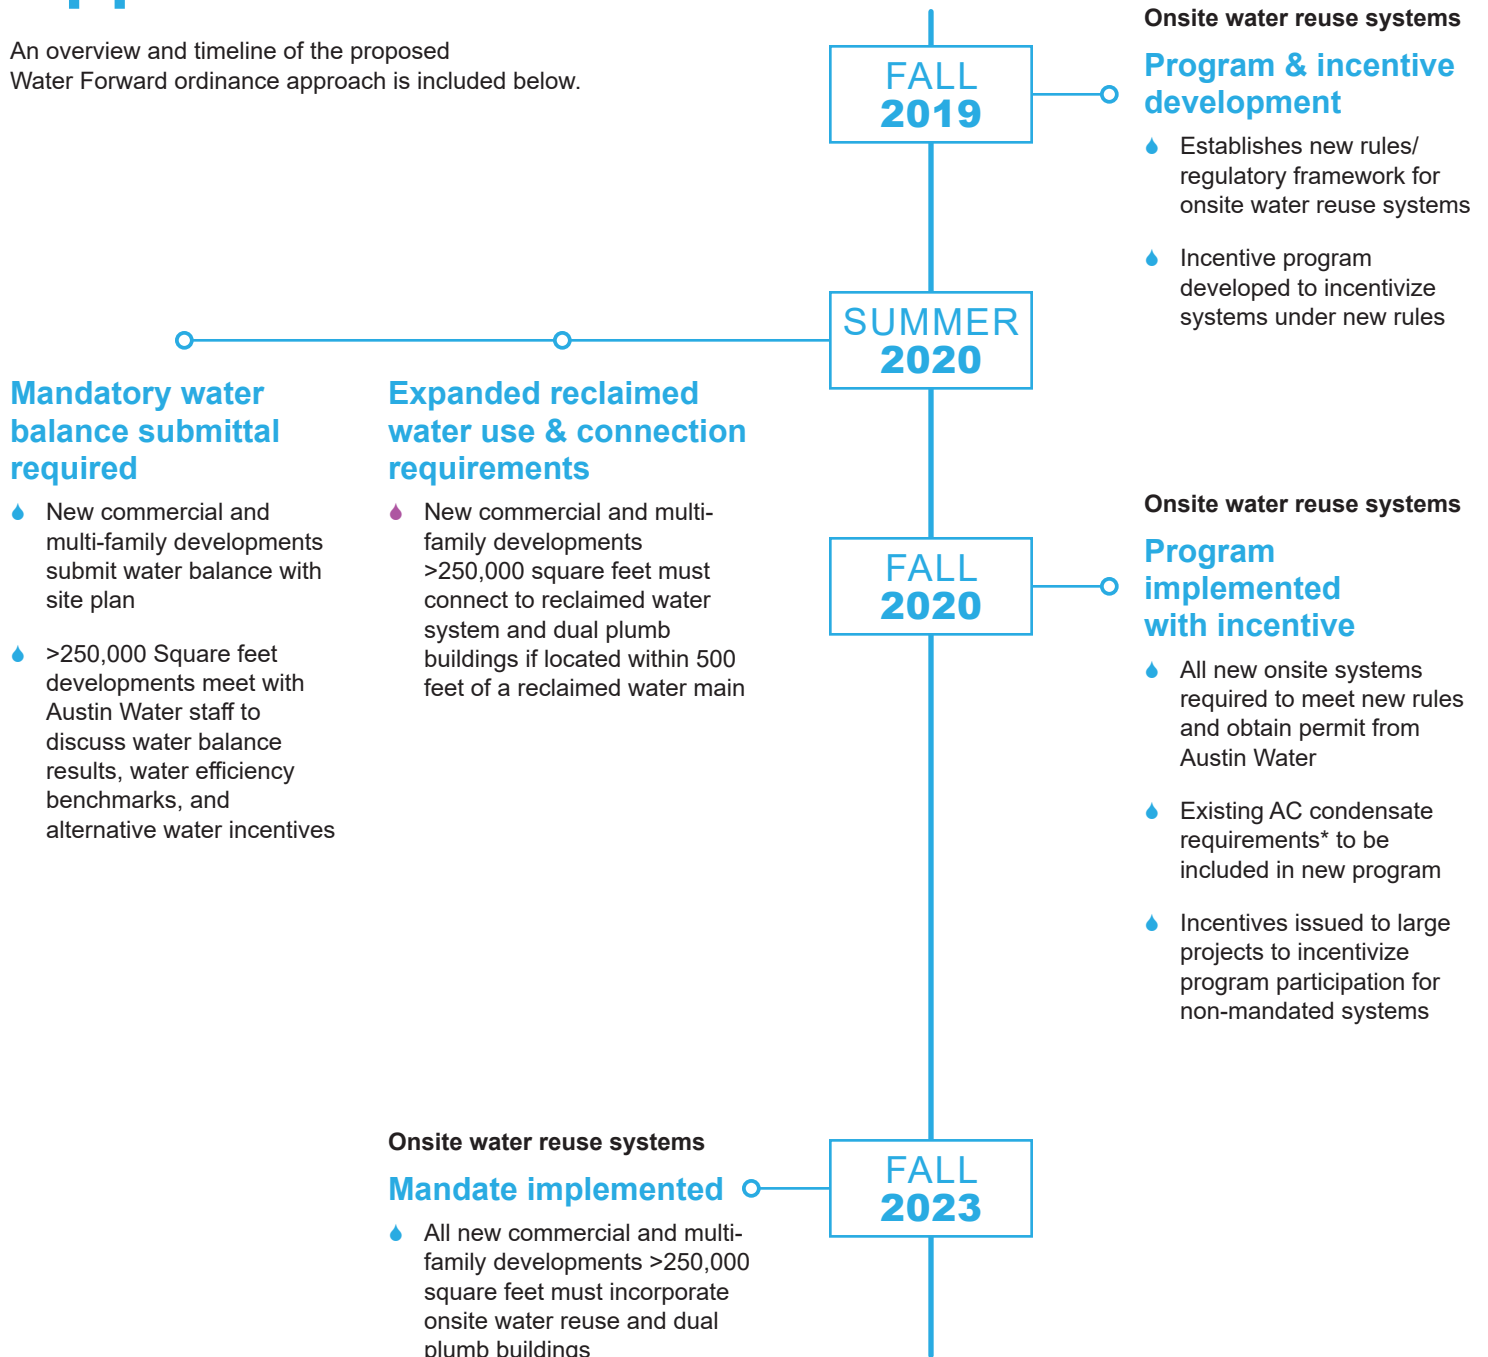 An overview and timeline of the proposed
Water Forward ordinance approach is included below.
FALL
2019
Onsite water reuse systems
Program & incentive
development
Establishes new rules/
regulatory framework for
onsite water reuse systems
Incentive program
developed to incentivize
systems under new rules
SUMMER
2020
Mandatory water
balance submittal
required
New commercial and
multi-family developments
submit water balance with
site plan
>250,000 Square feet
developments meet with
Austin Water staff to
discuss water balance
results, water efficiency
benchmarks, and
alternative water incentives
Expanded reclaimed
water use & connection
requirements
New commercial and multi-
family developments
>250,000 square feet must
connect to reclaimed water
system and dual plumb
buildings if located within 500
feet of a reclaimed water main
FALL
2020
Onsite water reuse systems
Program
implemented
with incentive
All new onsite systems
required to meet new rules
and obtain permit from
Austin Water
Existing AC condensate
requirements* to be
included in new program
Incentives issued to large
projects to incentivize
program participation for
non-mandated systems
FALL
2023
Onsite water reuse systems
Mandate implemented
All new commercial and multi-
family developments >250,000
square feet must incorporate
onsite water reuse and dual
plumb buildings